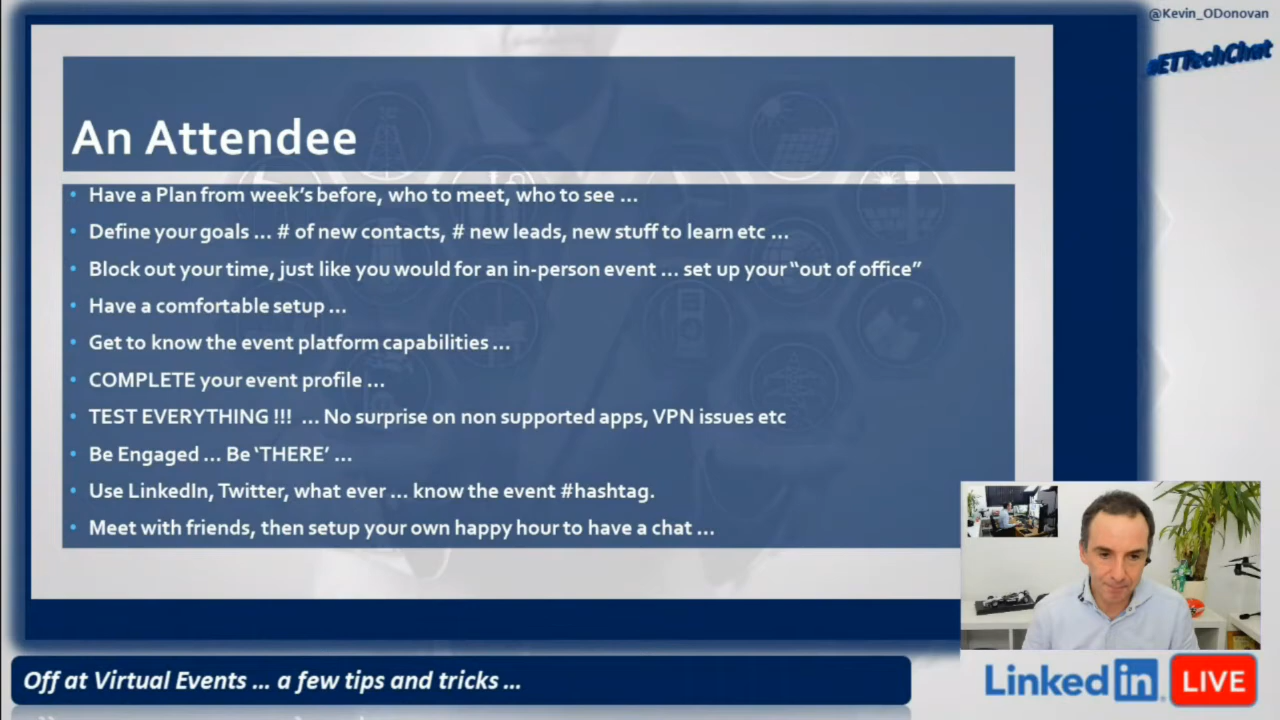 @Kevin_ODonovan
#ETTechChat
An Attendee
• Have a Plan from week's before, who to meet, who to see ...
• Define your goals ... # of new contacts, # new leads, new stuff to learn etc ...
• Block out your time, just like you would for an in-person event ... set up your “out of office”
• Have a comfortable setup ...
• Get to know the event platform capabilities ...
• COMPLETE your event profile ...
• TEST EVERYTHING !!! ... No surprise on non supported apps, VPN issues etc
• Be Engaged ... Be ‘THERE’ ...
• Use LinkedIn, Twitter, what ever ... know the event #hashtag.
• Meet with friends, then setup your own happy hour to have a chat ...
Off at Virtual Events ... a few tips and tricks ...
Linked in LIVE